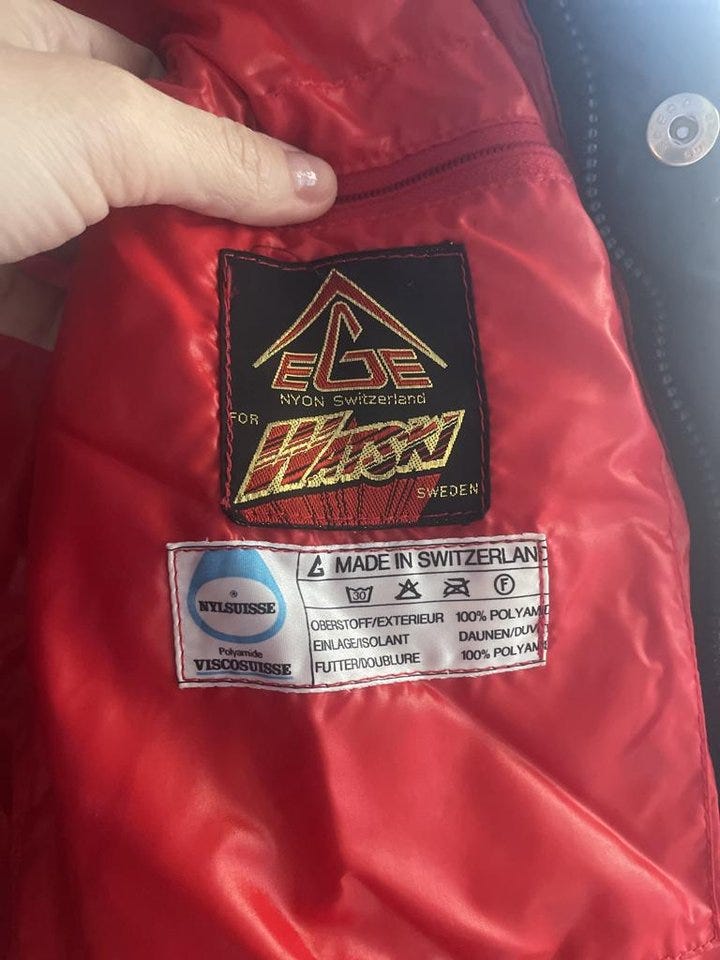 EGE
NYON Switzerland
FOR
SWEDEN
® NYLSUISSE
Polyamide
VISCOSUISSE
MADE IN SWITZERLAND
30 F
OBERSTOFF/EXTERIEUR 100% POLYAMID
EINLAGE/ISOLANT DAUNEN/DUV
FUTTER/DOUBLURE 100% POLYAM